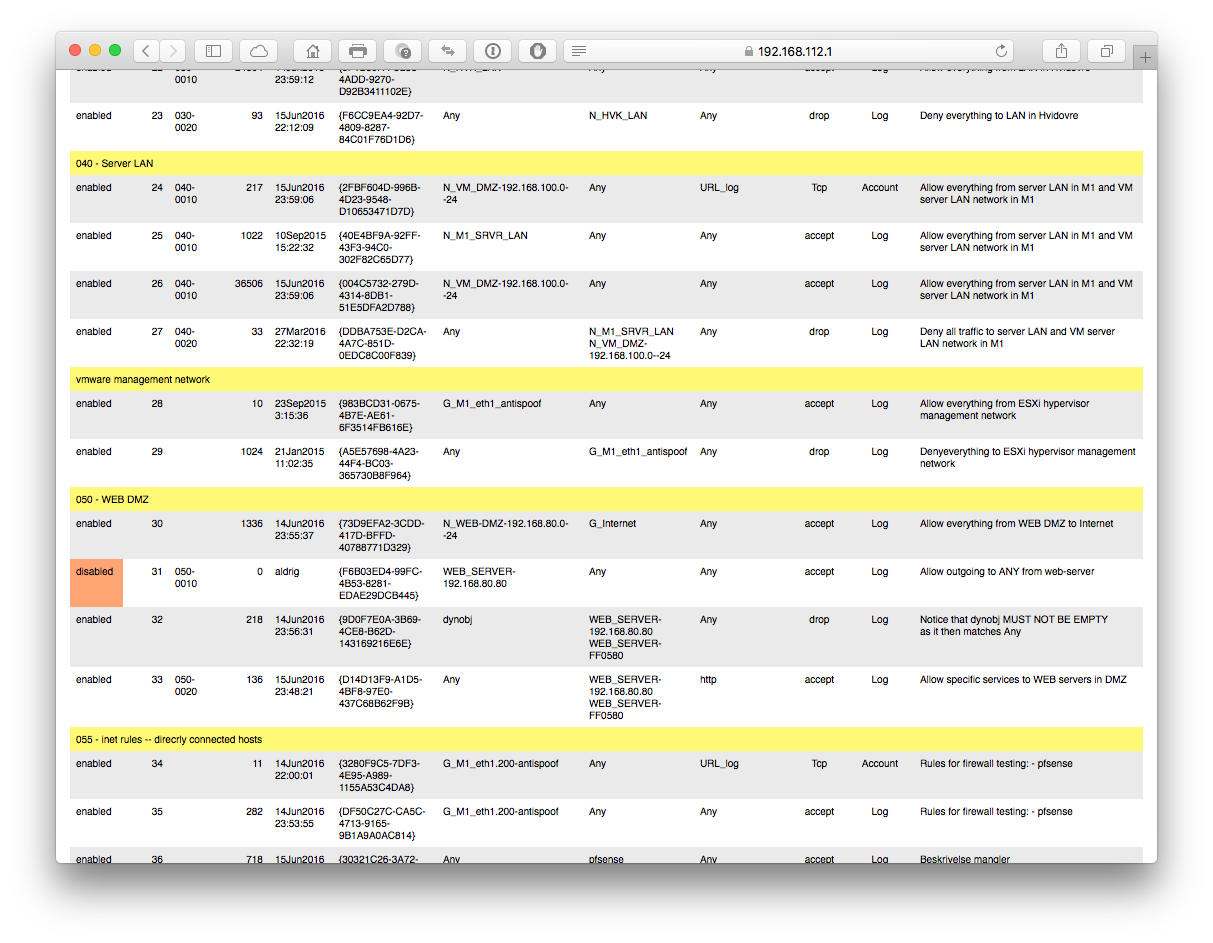 192.168.112.1
0010 23:59:12 4ADD-9270-
D92B3411102E}
enabled 23 030- 93 15Jun2016 {F6CC9EA4-92D7- Any N_HVK_LAN Any drop Log Deny everything to LAN in Hvidovre
0020 22:12:09 4809-8287-
84C01F76D1D6}
040 - Server LAN
enabled 24 040- 217 15Jun2016 {2FBF604D-996B- N_VM_DMZ-192.168.100.0- Any URL_log Tcp Account Allow everything from server LAN in M1 and VM
0010 23:59:06 4D23-9548- -24 server LAN network in M1
D10653471D7D}
enabled 25 040- 1022 10Sep2015 {40E4BF9A-92FF- N_M1_SRVR_LAN Any Any accept Log Allow everything from server LAN in M1 and VM
0010 15:22:32 43F3-94C0- server LAN network in M1
302F82C65D77}
enabled 26 040- 36506 15Jun2016 {004C5732-279D- N_VM_DMZ-192.168.100.0- Any Any accept Log Allow everything from server LAN in M1 and VM
0010 23:59:06 4314-8DB1- -24 server LAN network in M1
51E5DFA2D788}
enabled 27 040- 33 27Mar2016 {DDBA753E-D2CA- Any N_M1_SRVR_LAN Any drop Log Deny all traffic to server LAN and VM server
0020 22:32:19 4A7C-851D- N_VM_DMZ- LAN network in M1
0EDC8C00F839} 192.168.100.0--24
vmware management network
enabled 28 10 23Sep2015 {983BCD31-0675- G_M1_eth1_antispoof Any Any accept Log Allow everything from ESXi hypervisor
3:15:36 4B7E-AE61- management network
6F3514FB616E}
enabled 29 1024 21Jan2015 {A5E57698-4A23- Any G_M1_eth1_antispoof Any drop Log Denyeverything to ESXi hypervisor management
11:02:35 44F4-BC03- network
365730B8F964}
050 - WEB DMZ
enabled 30 1336 14Jun2016 {73D9EFA2-3CDD- N_WEB-DMZ-192.168.80.0- G_Internet Any accept Log Allow everything from WEB DMZ to Internet
23:55:37 417D-BFFD- -24
40788771D329}
disabled 31 050- 0 aldrig {F6B03ED4-99FC- WEB_SERVER- Any Any accept Log Allow outgoing to ANY from web-server
0010 4B53-8281- 192.168.80.80
EDAE29DCB445}
enabled 32 218 14Jun2016 {9D0F7E0A-3B69- dynobj WEB_SERVER- Any drop Log Notice that dynobj MUST NOT BE EMPTY
23:56:31 4CE8-B62D- 192.168.80.80 as it then matches Any
143169216E6E} WEB_SERVER-
FF0580
enabled 33 050- 136 15Jun2016 {D14D13F9-A1D5- Any WEB_SERVER- http accept Log Allow specific services to WEB servers in DMZ
0020 23:48:21 4BF8-97E0- 192.168.80.80
437C68B62F9B} WEB_SERVER-
FF0580
055 - inet rules -- direcrly connected hosts
enabled 34 11 14Jun2016 {3280F9C5-7DF3- G_M1_eth1.200-antispoof Any URL_log Tcp Account Rules for firewall testing: - pfsense
22:00:01 4E95-A989-
1155A53C4DA8}
enabled 35 282 14Jun2016 {DF50C27C-CA5C- G_M1_eth1.200-antispoof Any Any accept Log Rules for firewall testing: - pfsense
23:53:55 4713-9165-
9B1A9A0AC814}
enabled 36 718 15Jun2016 {30321C26-3A72- Any pfsense Any accept Log Beskrivelse mangler